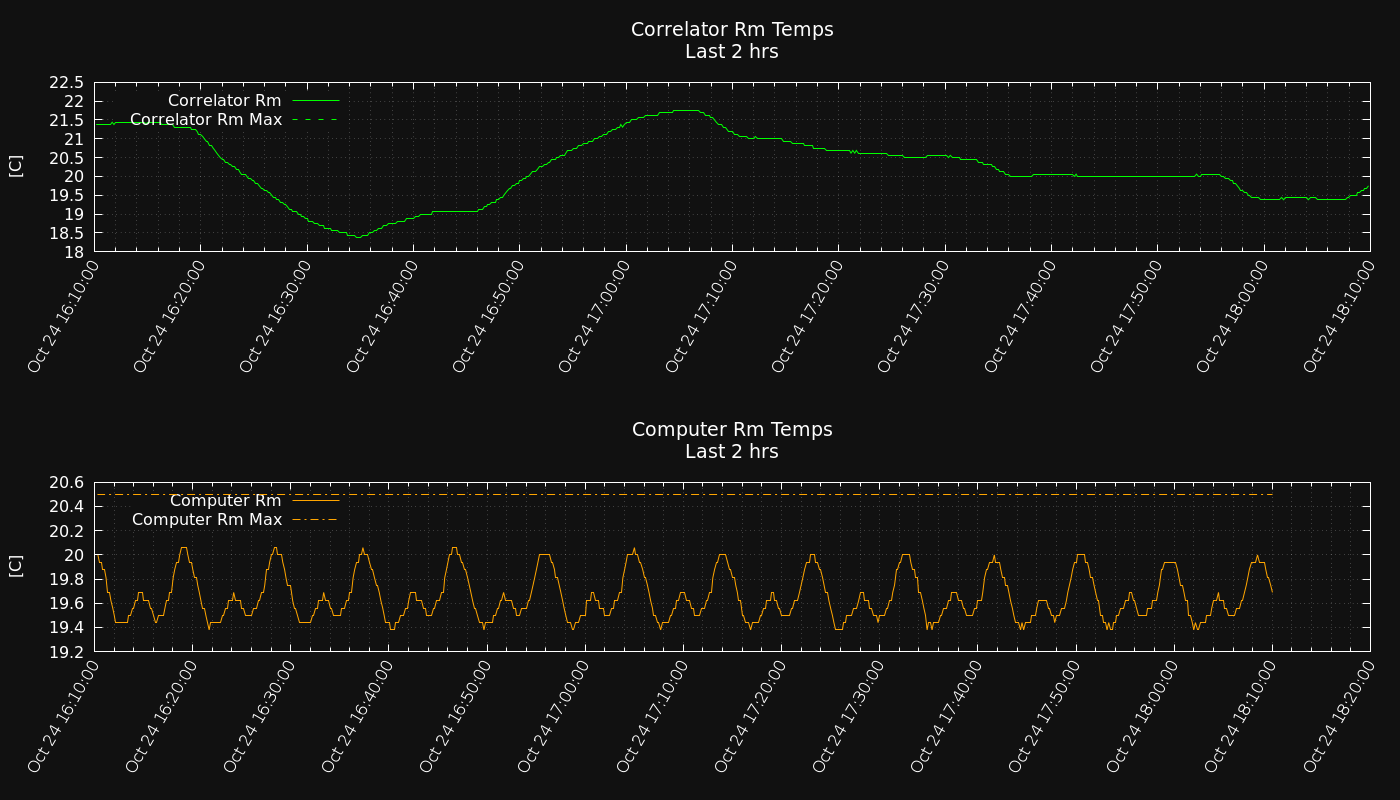 Correlator Rm Temps
Last 2 hrs
22.5
22
21.5
21
20.5
20
19.5
19
18.5
18
[C]
Correlator Rm
Correlator Rm Max
Oct 24 16:10:00
Oct 24 16:20:00
Oct 24 16:30:00
Oct 24 16:40:00
Oct 24 16:50:00
Oct 24 17:00:00
Oct 24 17:10:00
Oct 24 17:20:00
Oct 24 17:30:00
Oct 24 17:40:00
Oct 24 17:50:00
Oct 24 18:00:00
Oct 24 18:10:00
Computer Rm Temps
Last 2 hrs
20.6
20.4
20.2
20
19.8
19.6
19.4
19.2
[C]
Computer Rm
Computer Rm Max
Oct 24 16:10:00
Oct 24 16:20:00
Oct 24 16:30:00
Oct 24 16:40:00
Oct 24 16:50:00
Oct 24 17:00:00
Oct 24 17:10:00
Oct 24 17:20:00
Oct 24 17:30:00
Oct 24 17:40:00
Oct 24 17:50:00
Oct 24 18:00:00
Oct 24 18:10:00
Oct 24 18:20:00